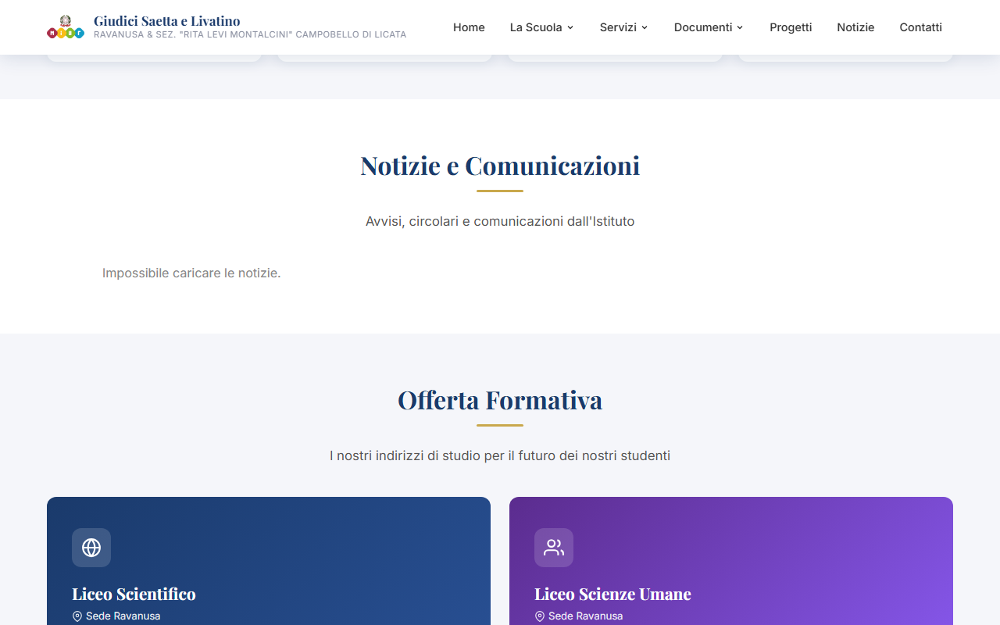 MIUR
Giudici Saetta e Livatino
RAVANUSA & SEZ. "RITA LEVI MONTALCINI" CAMPOBELLO DI LICATA
Home
La Scuola
Servizi
Documenti
Progetti
Notizie
Contatti
Notizie e Comunicazioni
Avvisi, circolari e comunicazioni dall'Istituto
Impossibile caricare le notizie.
Offerta Formativa
I nostri indirizzi di studio per il futuro dei nostri studenti
Liceo Scientifico
Sede Ravanusa
Liceo Scienze Umane
Sede Ravanusa